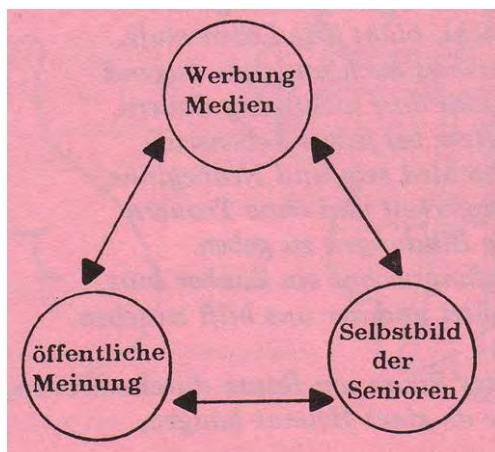 Werbung
Medien
öffentliche
Meinung
Selbstbild
der
Senioren